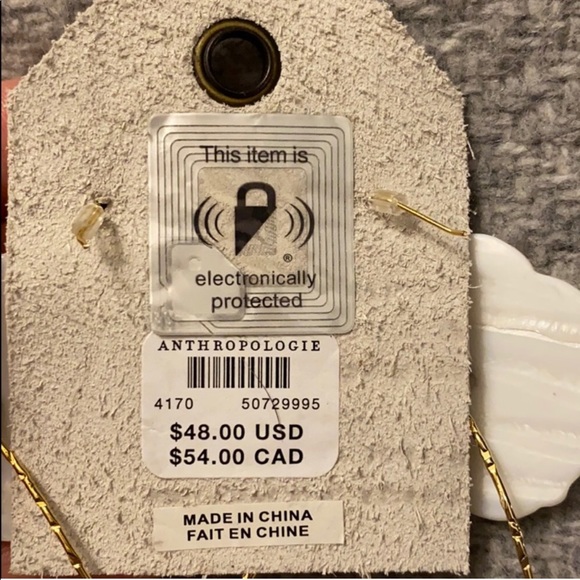 This item is
®
electronically
protected
ANTHROPOLOGIE
4170 50729995
$48.00 USD
$54.00 CAD
MADE IN CHINA
FAIT EN CHINE